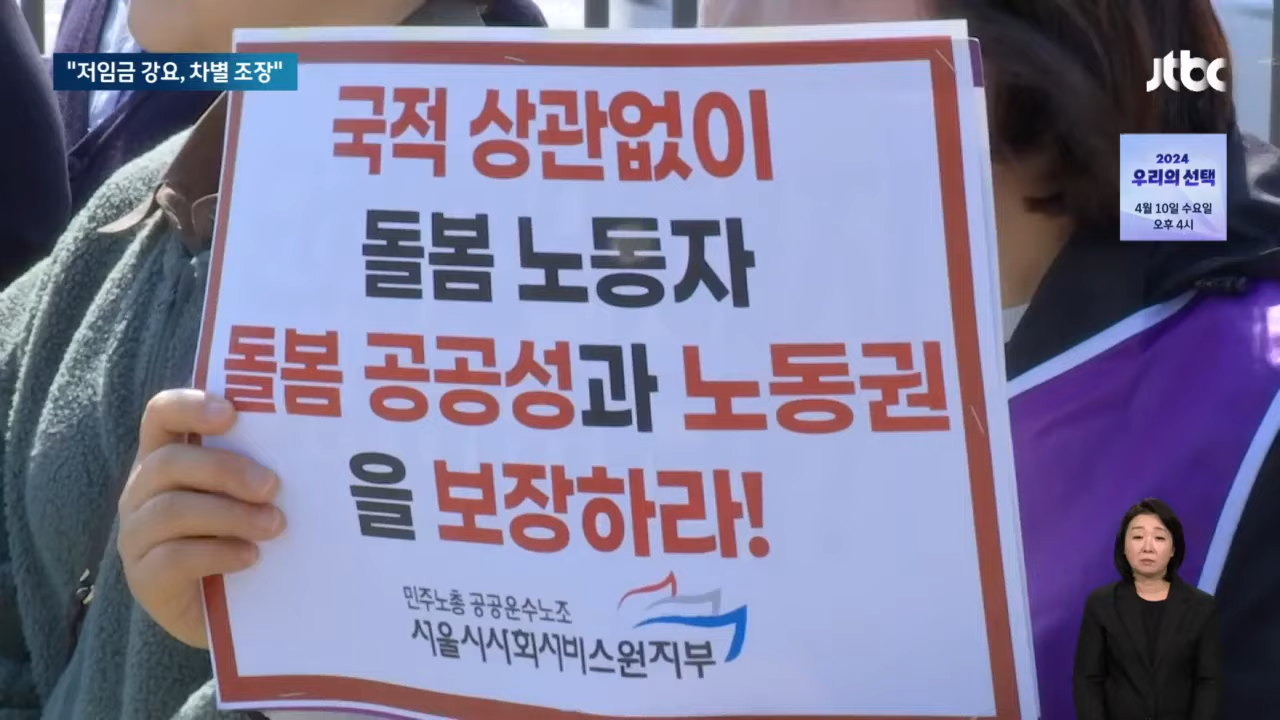 "저임금 강요, 차별 조장"
jtbc
2024
우리의 선택
4월 10일 수요일
오후 4시
국적 상관없이
돌봄 노동자
돌봄 공공성과 노동권
을 보장하라!
민주노총 공공운수노조
서울시사회서비스원지부